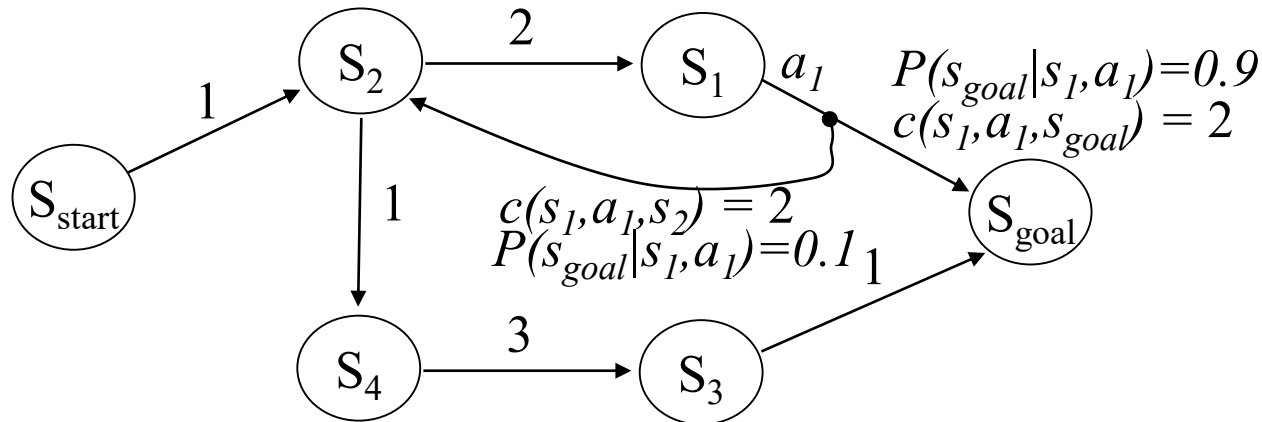 2
S2
S1
a1
P(sgoal|s1,a1)=0.9
c(s1,a1,sgoal) = 2
1
Sstart
1
c(s1,a1,s2) = 2
P(sgoal|s1,a1)=0.1
Sgoal
1
3
S4
S3